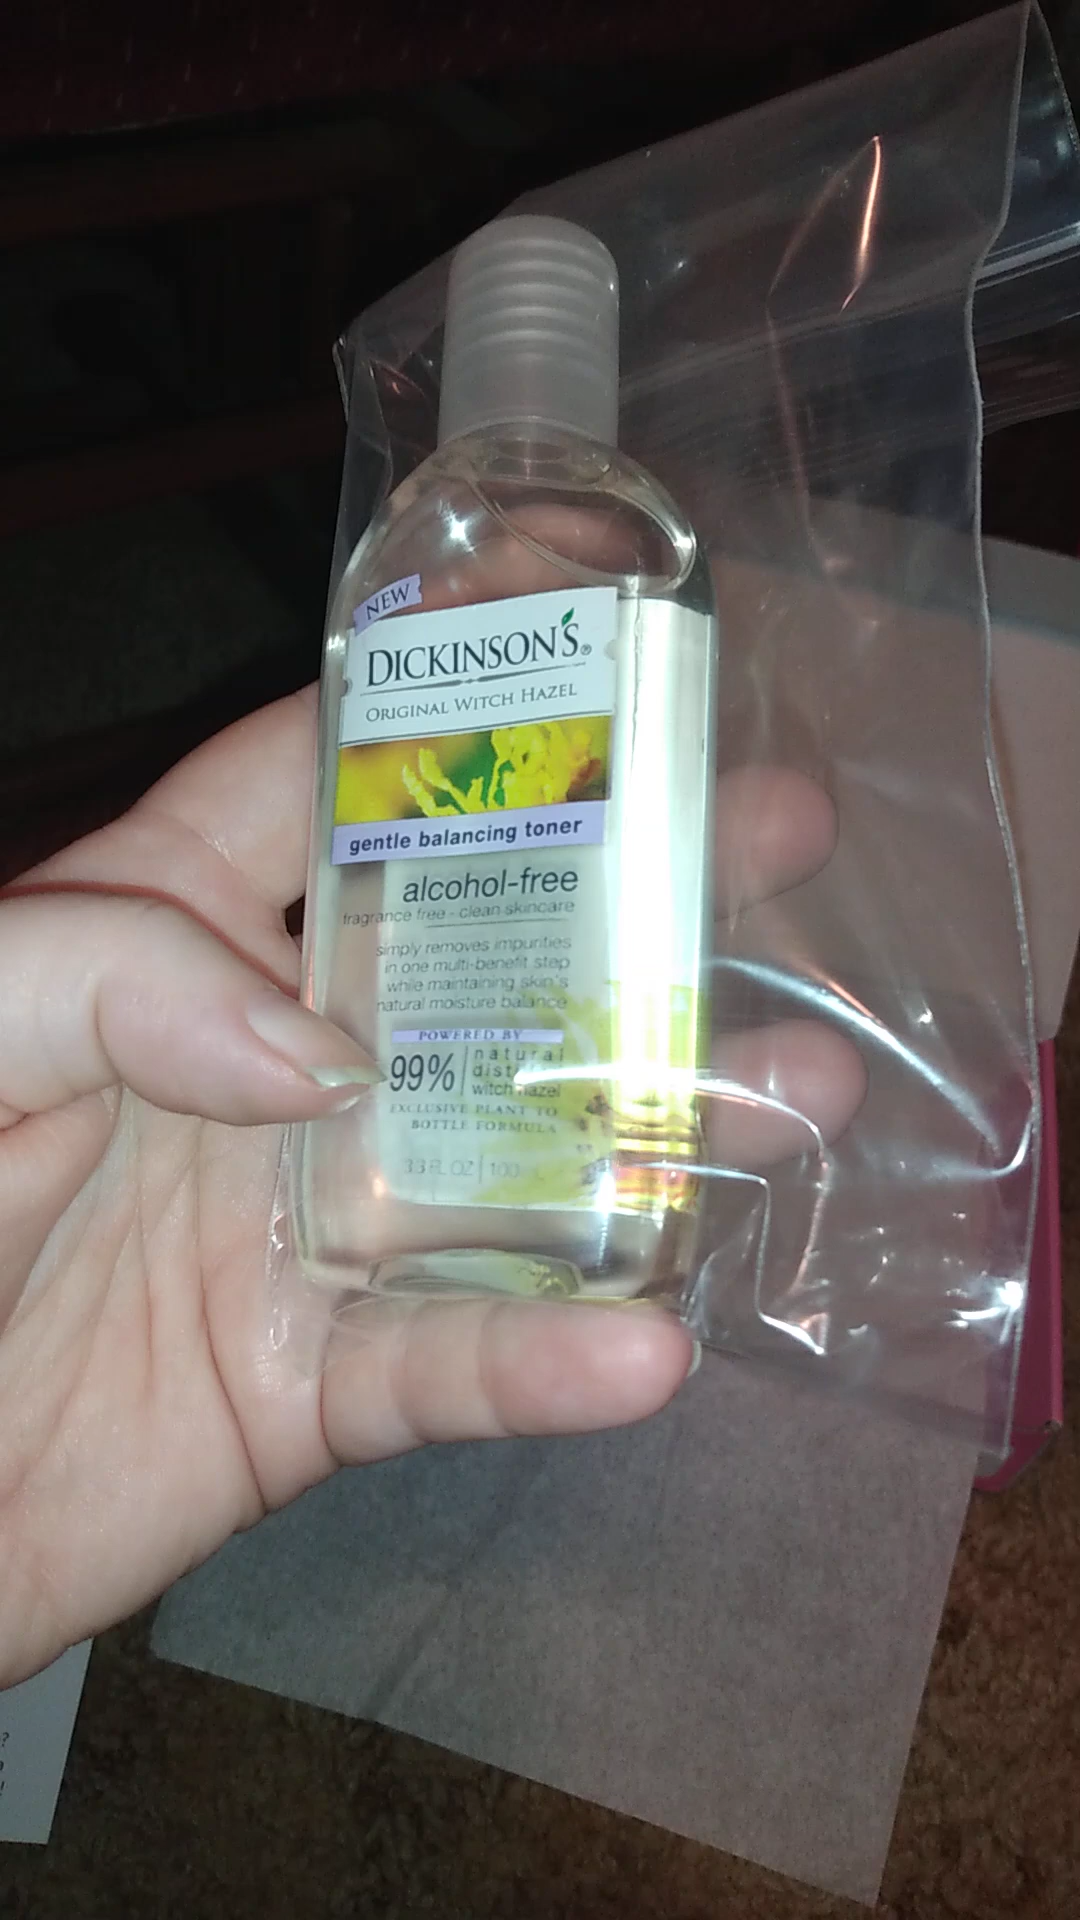 NEW
DICKINSON'S®
ORIGINAL WITCH HAZEL
gentle balancing toner
alcohol-free
fragrance free - clean skincare
simply removes impurities
in one multi-benefit step
while maintaining skin's
natural moisture balance
POWERED BY
99% natural
witch hazel
EXCLUSIVE PLANT TO
BOTTLE FORMULA
3.3 FL OZ | 100
?
!